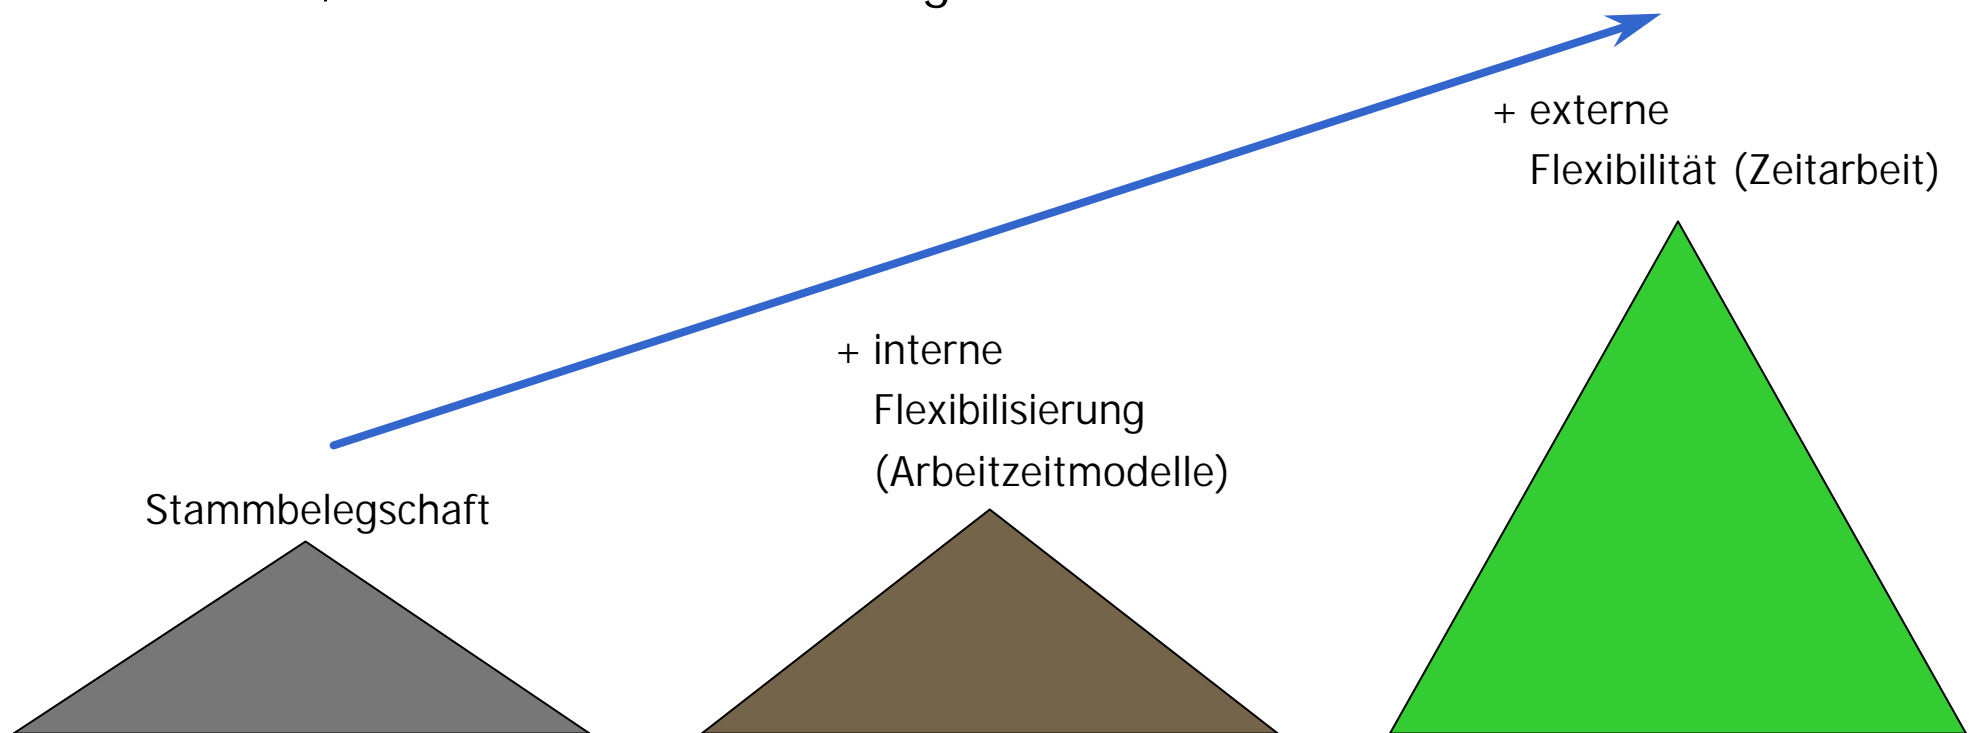 + externe
Flexibilität (Zeitarbeit)
+ interne
Flexibilisierung
(Arbeitzeitmodelle)
Stammbelegschaft